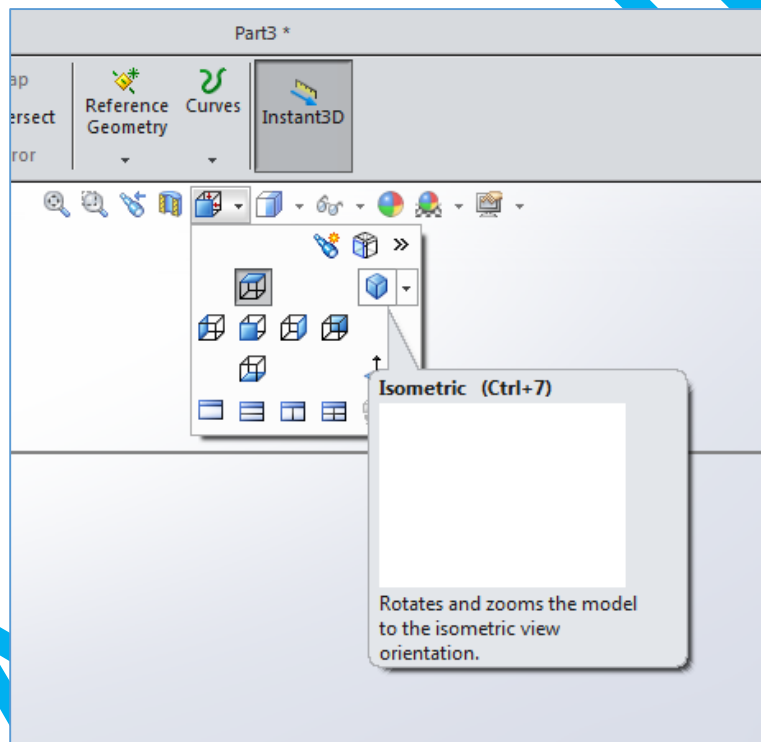 Part3 *
ap
Reference
Geometry
Curves
Instant3D
ersect
ror
Isometric (Ctrl+7)
Rotates and zooms the model
to the isometric view
orientation.